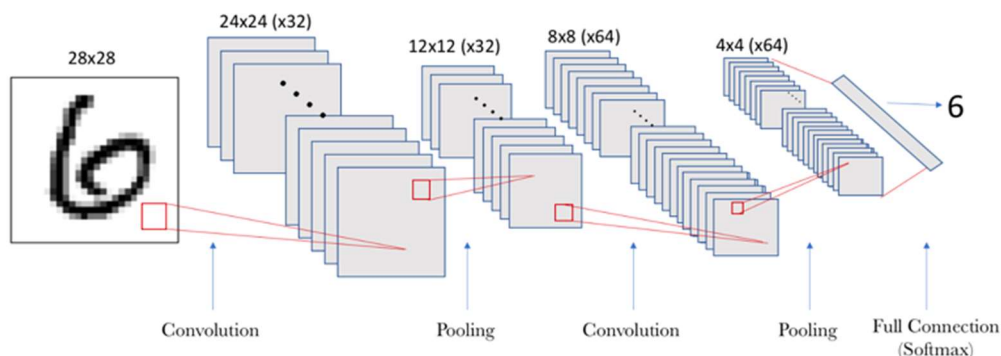 28x28
24x24 (x32)
12x12 (x32)
8x8 (x64)
4x4 (x64)
6
Convolution
Pooling
Convolution
Pooling
Full Connection
(Softmax)